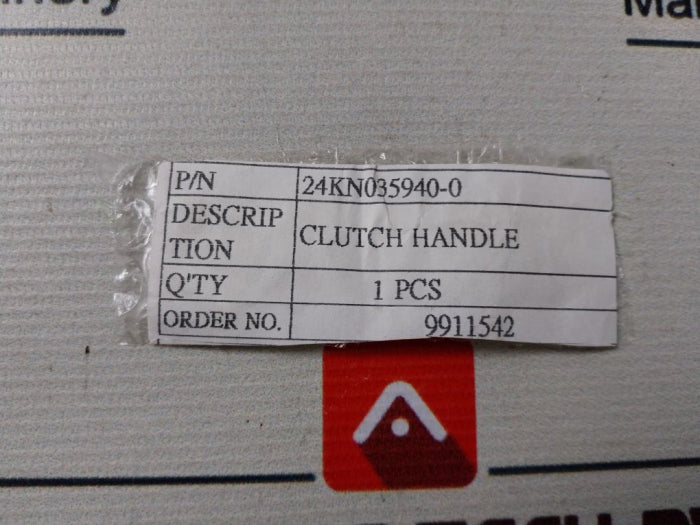 P/N 24KN035940-0
DESCRIP
TION CLUTCH HANDLE
Q'TY 1 PCS
ORDER NO. 9911542